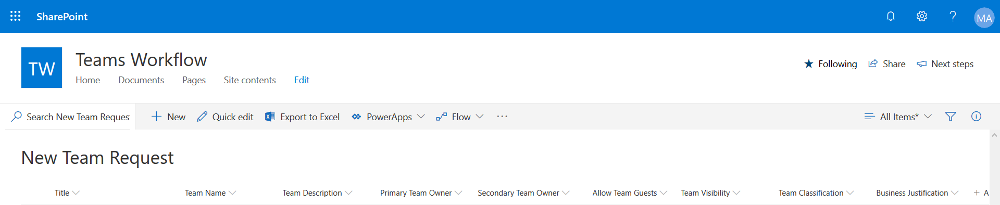 SharePoint
MA
TW
Teams Workflow
Home Documents Pages Site contents Edit
Following Share Next steps
Search New Team Reques
New Quick edit Export to Excel PowerApps Flow ···
All Items*
New Team Request
Title Team Name Team Description Primary Team Owner Secondary Team Owner Allow Team Guests Team Visibility Team Classification Business Justification + A